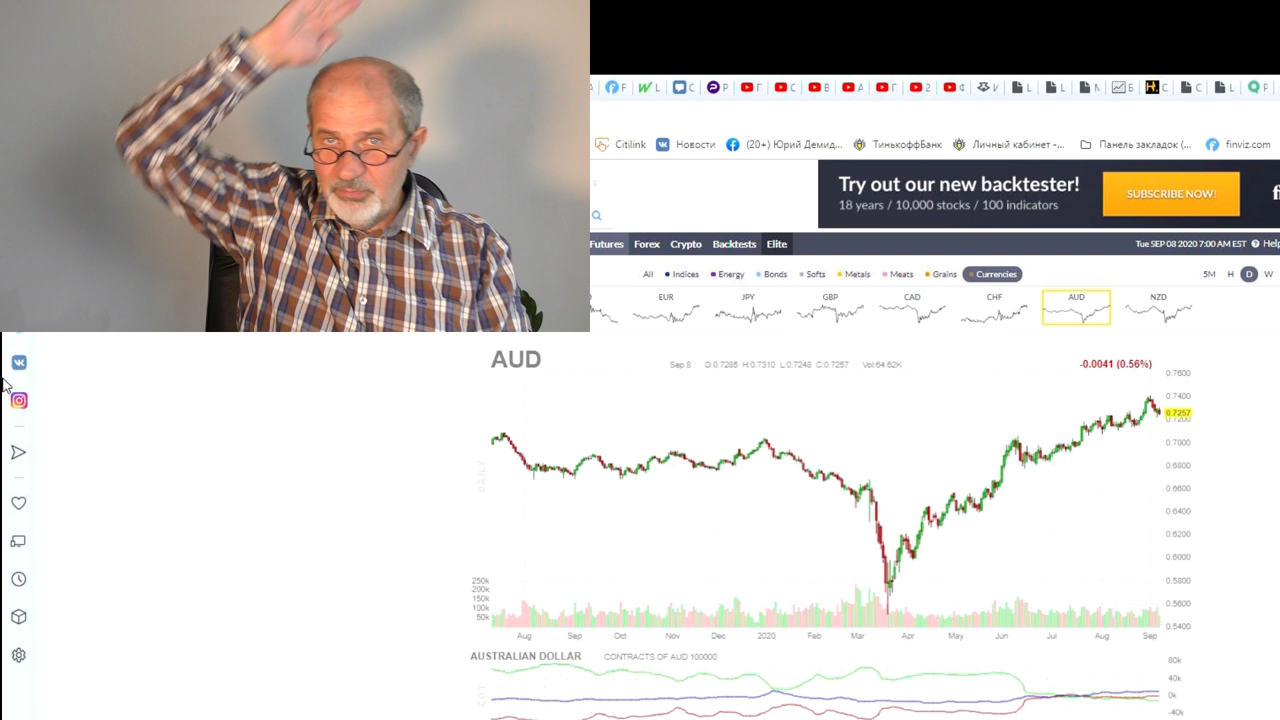 F L C P Г С В А Г 2 Ф И L L М Б С С L Р
Citilink Новости (20+) Юрий Демид... ТинькоффБанк Личный кабинет -... Панель закладок (... finviz.com
Try out our new backtester!
18 years / 10,000 stocks / 100 indicators
SUBSCRIBE NOW!
Futures Forex Crypto Backtests Elite Tue SEP 08 2020 7:00 AM EST Help
All Indices Energy Bonds Softs Metals Meats Grains Currencies 5M H D W
EUR JPY GBP CAD CHF AUD NZD
AUD Sep 8 O:0.7285 H:0.7310 L:0.7248 C:0.7257 Vol:64.62K -0.0041 (0.56%)
0.7600
0.7400
0.7257
0.7200
0.7000
0.6800
0.6600
0.6400
0.6200
0.6000
0.5800
0.5600
0.5400
DAILY
250k
200k
150k
100k
50k
Aug Sep Oct Nov Dec 2020 Feb Mar Apr May Jun Jul Aug Sep
AUSTRALIAN DOLLAR CONTRACTS OF AUD 100000
80k
40k
0k
-40k
COT